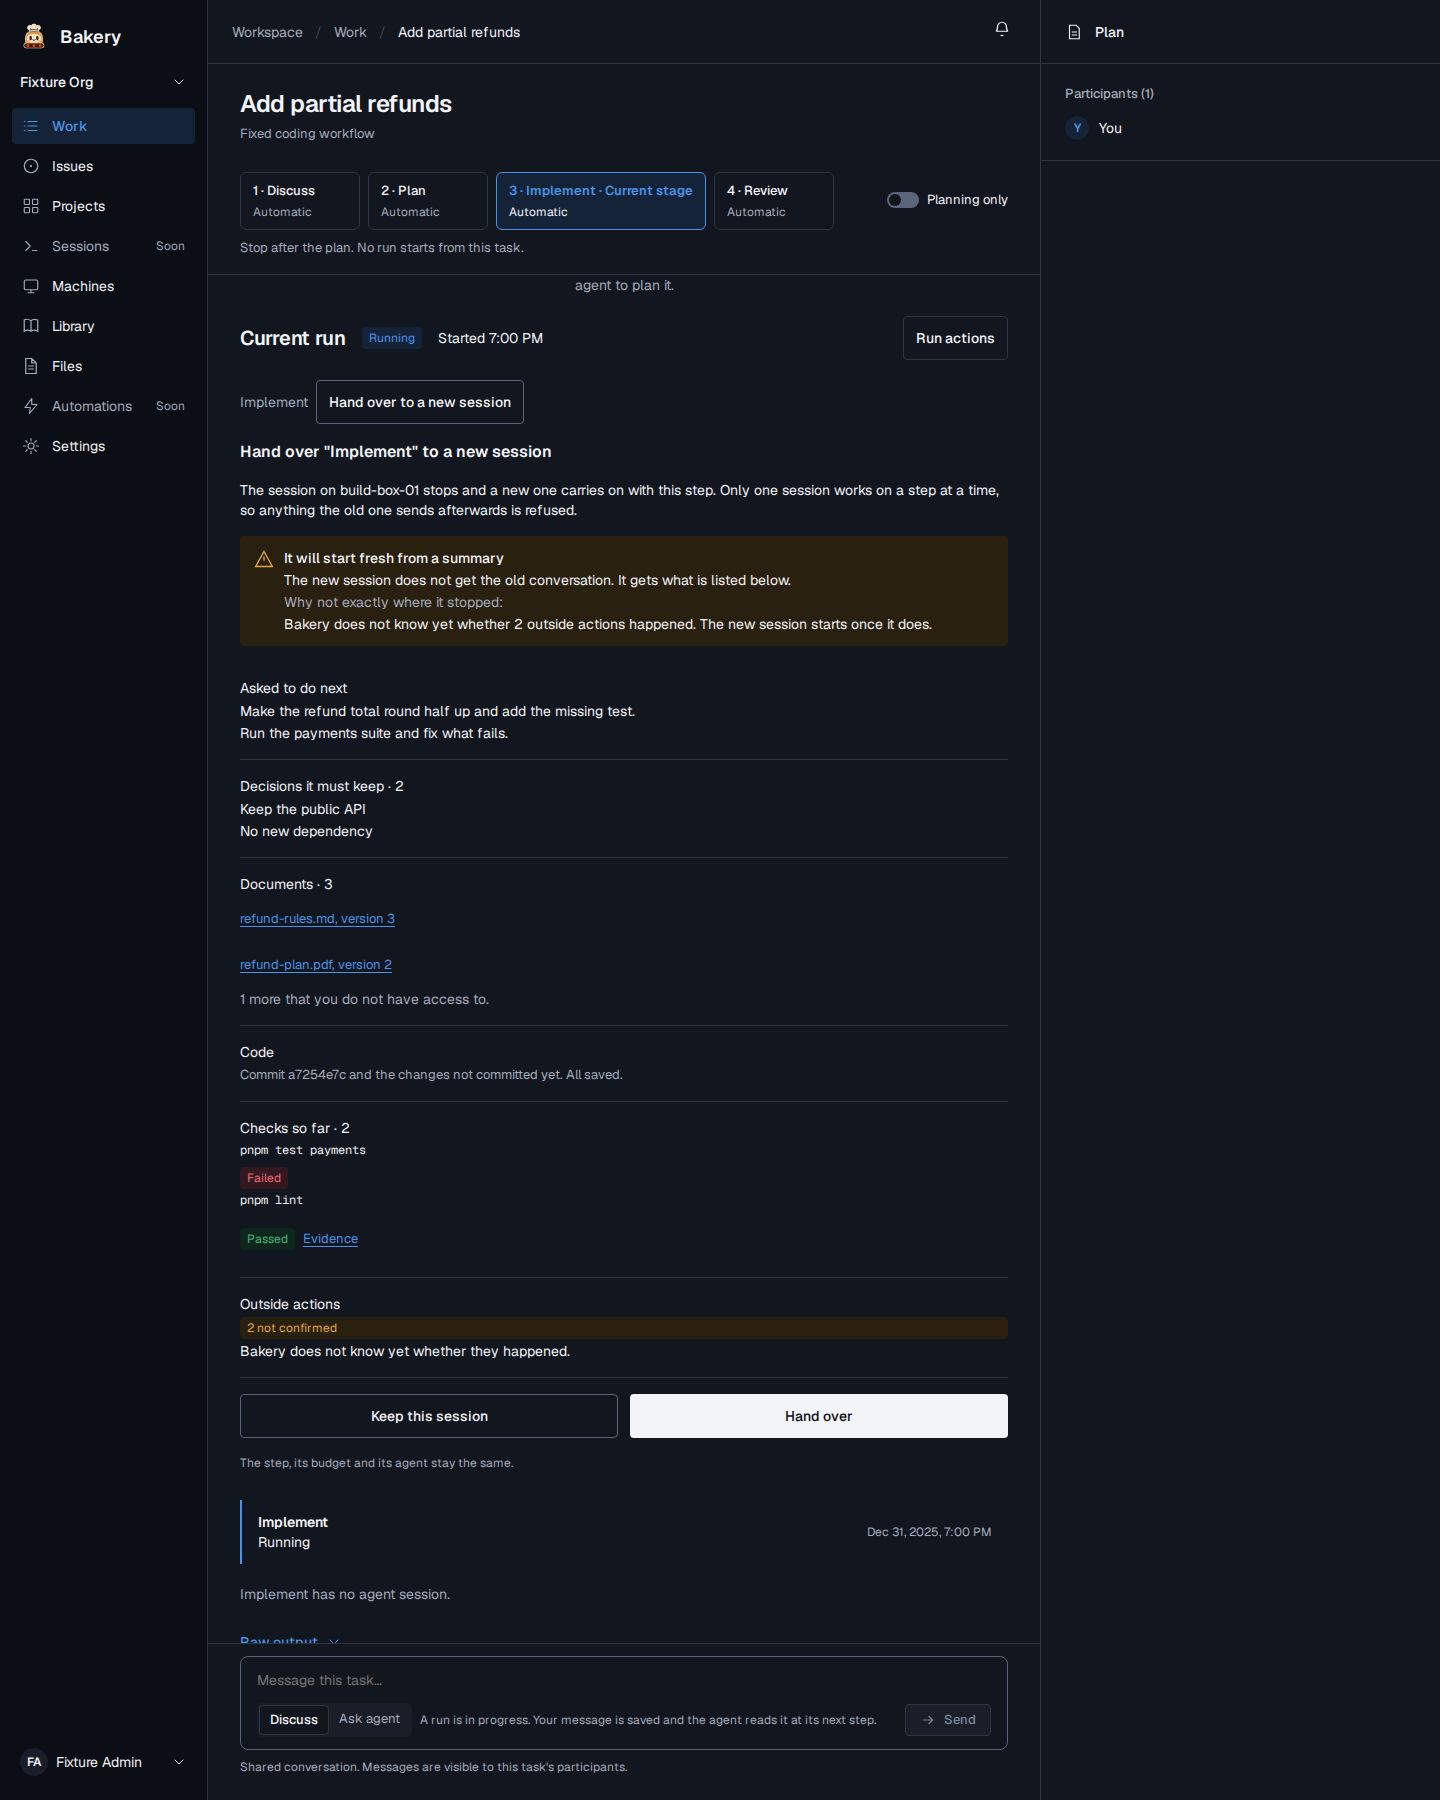 Bakery
Fixture Org
Work
Issues
Projects
Sessions Soon
Machines
Library
Files
Automations Soon
Settings
FA Fixture Admin
Workspace / Work / Add partial refunds
Add partial refunds
Fixed coding workflow
1 · Discuss
Automatic
2 · Plan
Automatic
3 · Implement · Current stage
Automatic
4 · Review
Automatic
Planning only
Stop after the plan. No run starts from this task.
agent to plan it.
Current run Running Started 7:00 PM Run actions
Implement Hand over to a new session
Hand over "Implement" to a new session
The session on build-box-01 stops and a new one carries on with this step. Only one session works on a step at a time,
so anything the old one sends afterwards is refused.
It will start fresh from a summary
The new session does not get the old conversation. It gets what is listed below.
Why not exactly where it stopped:
Bakery does not know yet whether 2 outside actions happened. The new session starts once it does.
Asked to do next
Make the refund total round half up and add the missing test.
Run the payments suite and fix what fails.
Decisions it must keep · 2
Keep the public API
No new dependency
Documents · 3
refund-rules.md, version 3
refund-plan.pdf, version 2
1 more that you do not have access to.
Code
Commit a7254e7c and the changes not committed yet. All saved.
Checks so far · 2
pnpm test payments
Failed
pnpm lint
Passed Evidence
Outside actions
2 not confirmed
Bakery does not know yet whether they happened.
Keep this session Hand over
The step, its budget and its agent stay the same.
Implement
Running
Dec 31, 2025, 7:00 PM
Implement has no agent session.
Raw output
Message this task...
Discuss Ask agent A run is in progress. Your message is saved and the agent reads it at its next step. Send
Shared conversation. Messages are visible to this task's participants.
Plan
Participants (1)
Y You